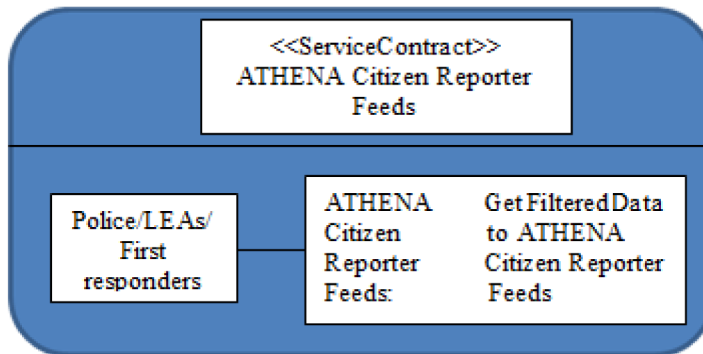 <<ServiceContract>>
ATHENA Citizen Reporter
Feeds
Police/LEAs/
First
responders
ATHENA GetFilteredData
Citizen to ATHENA
Reporter Citizen Reporter
Feeds: Feeds